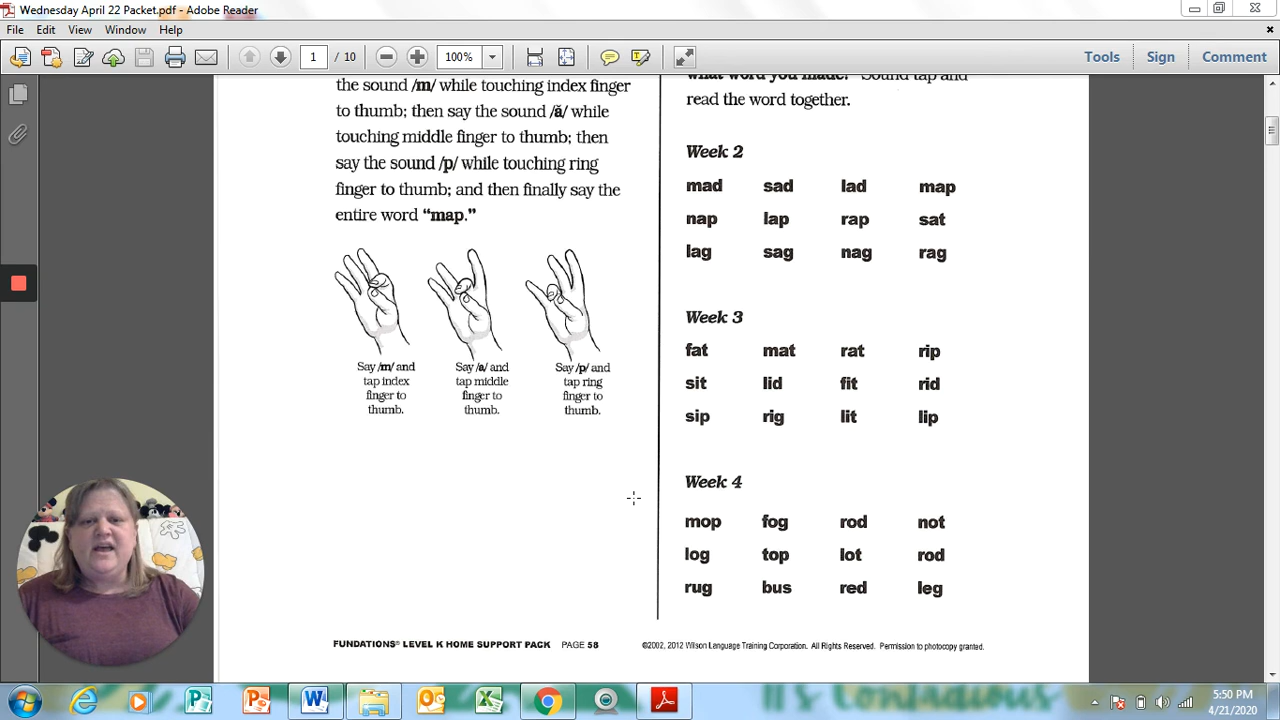 Wednesday April 22 Packet.pdf - Adobe Reader
File Edit View Window Help
1 / 10 100% Tools Sign Comment
the sound /m/ while touching index finger
to thumb; then say the sound /ă/ while
touching middle finger to thumb; then
say the sound /p/ while touching ring
finger to thumb; and then finally say the
entire word “map.”
Say /m/ and
tap index
finger to
thumb.
Say /a/ and
tap middle
finger to
thumb.
Say /p/ and
tap ring
finger to
thumb.
what word you made?” Sound tap and
read the word together.
Week 2
mad sad lad map
nap lap rap sat
lag sag nag rag
Week 3
fat mat rat rip
sit lid fit rid
sip rig lit lip
Week 4
mop fog rod not
log top lot rod
rug bus red leg
FUNDATIONS® LEVEL K HOME SUPPORT PACK PAGE 58
©2002, 2012 Wilson Language Training Corporation. All Rights Reserved. Permission to photocopy granted.
5:50 PM
4/21/2020